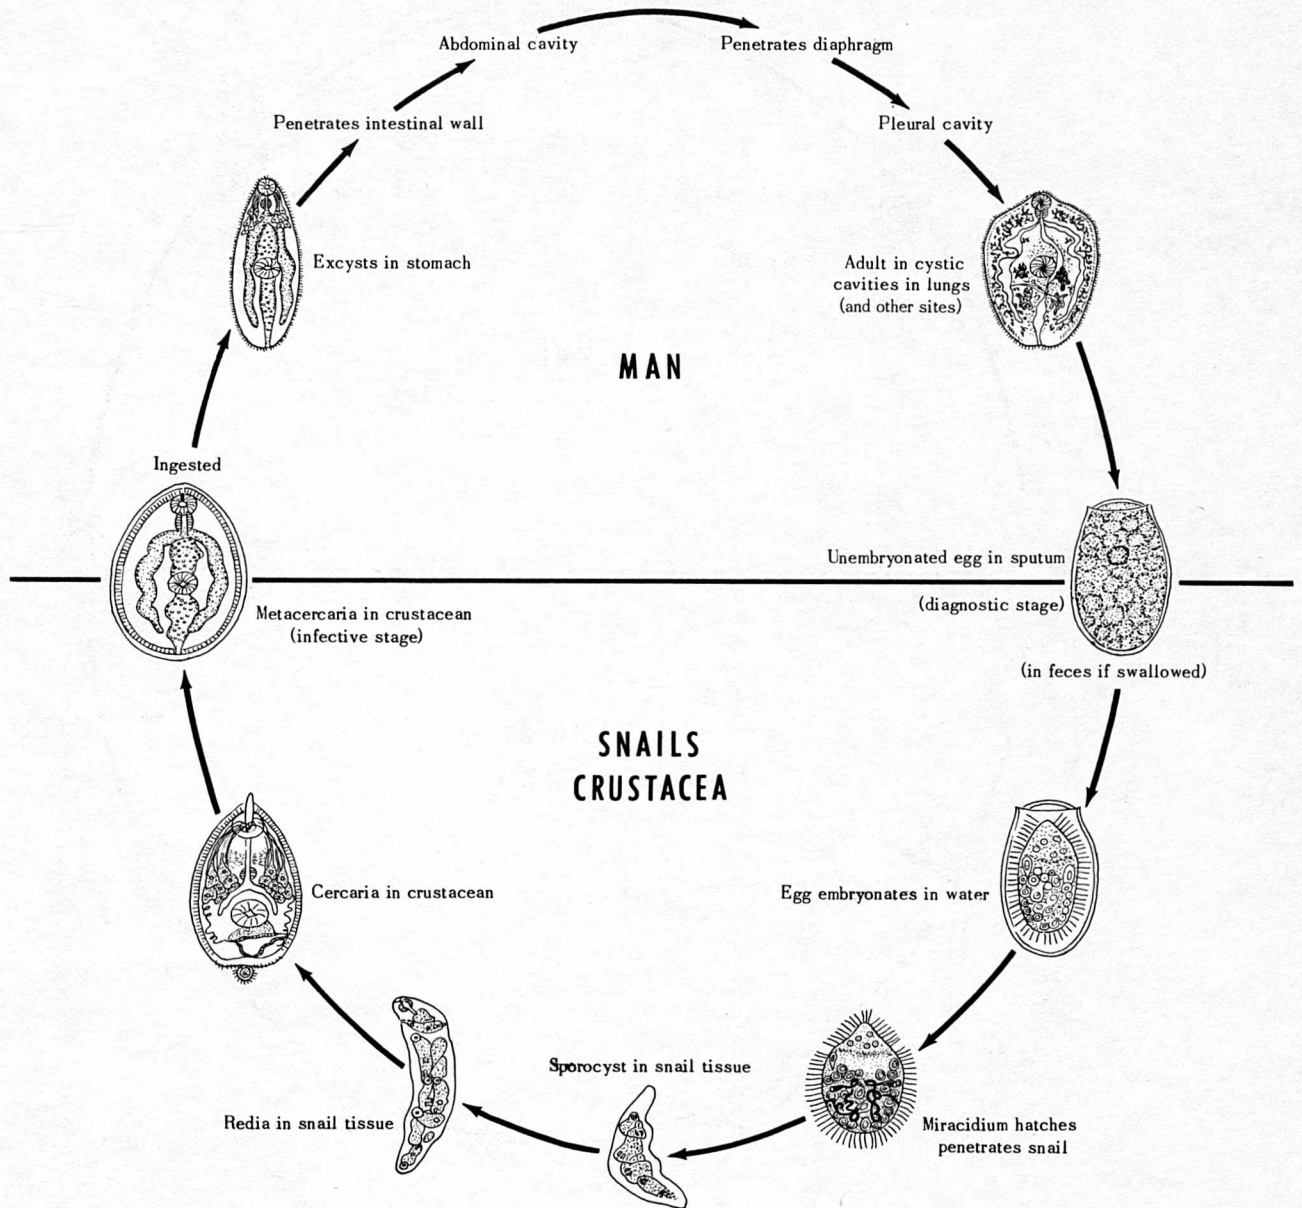 Abdominal cavity
Penetrates diaphragm
Penetrates intestinal wall
Pleural cavity
Excysts in stomach
Adult in cystic
cavities in lungs
(and other sites)
MAN
Ingested
Unembryonated egg in sputum
(diagnostic stage)
(in feces if swallowed)
Metacercaria in crustacean
(infective stage)
SNAILS
CRUSTACEA
Cercaria in crustacean
Egg embryonates in water
Sporocyst in snail tissue
Redia in snail tissue
Miracidium hatches
penetrates snail